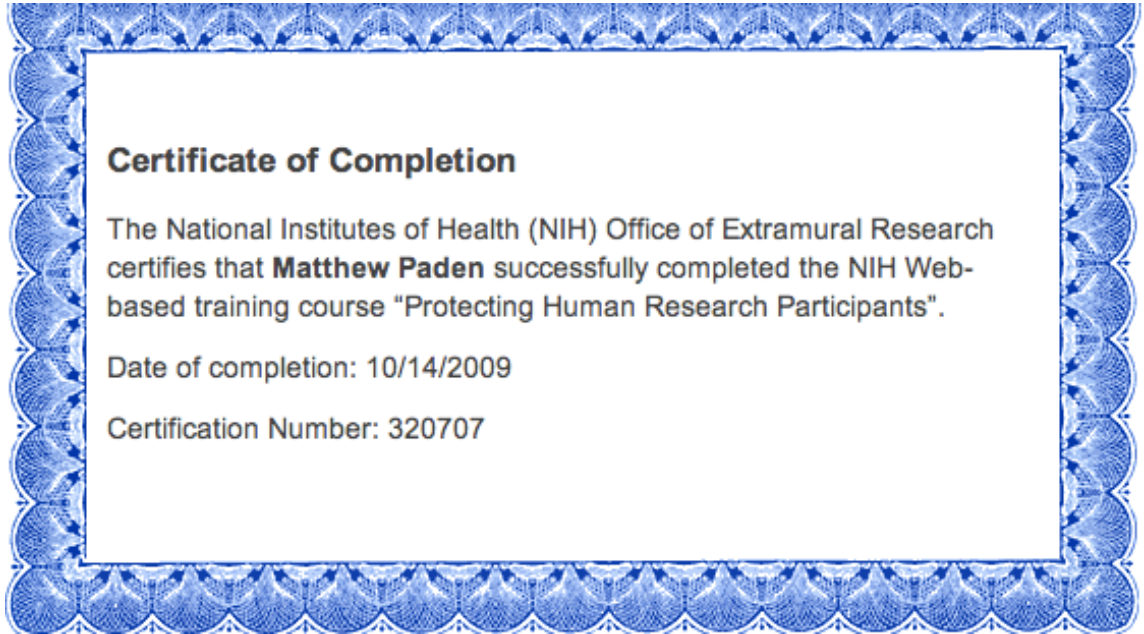 Certificate of Completion
The National Institutes of Health (NIH) Office of Extramural Research
certifies that Matthew Paden successfully completed the NIH Web-
based training course “Protecting Human Research Participants”.
Date of completion: 10/14/2009
Certification Number: 320707